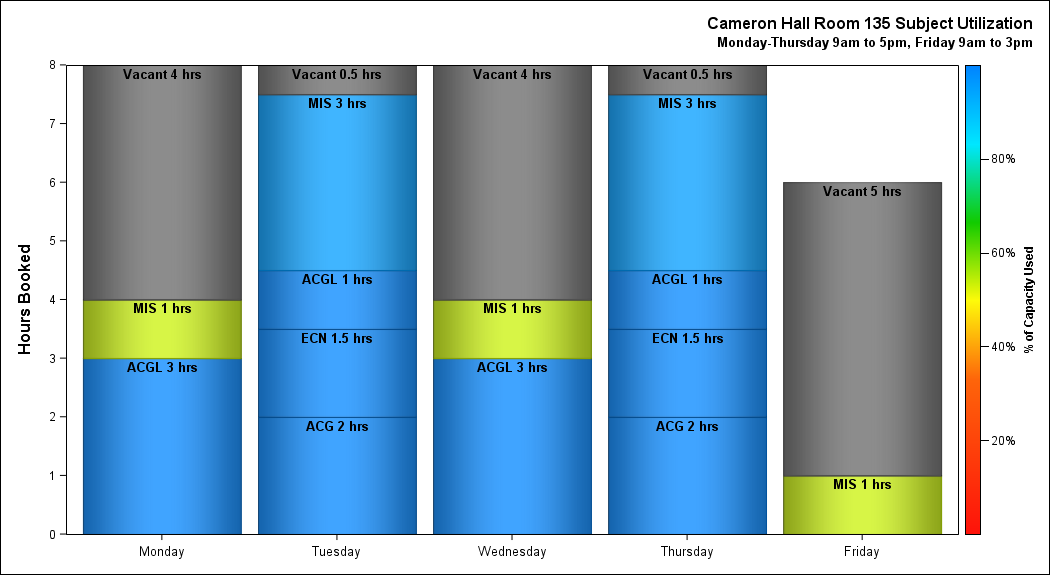 Cameron Hall Room 135 Subject Utilization
Monday-Thursday 9am to 5pm, Friday 9am to 3pm
Hours Booked
8
7
6
5
4
3
2
1
0
Vacant 4 hrs
MIS 1 hrs
ACGL 3 hrs
Monday
Vacant 0.5 hrs
MIS 3 hrs
ACGL 1 hrs
ECN 1.5 hrs
ACG 2 hrs
Tuesday
Vacant 4 hrs
MIS 1 hrs
ACGL 3 hrs
Wednesday
Vacant 0.5 hrs
MIS 3 hrs
ACGL 1 hrs
ECN 1.5 hrs
ACG 2 hrs
Thursday
Vacant 5 hrs
MIS 1 hrs
Friday
80%
60%
40%
20%
% of Capacity Used